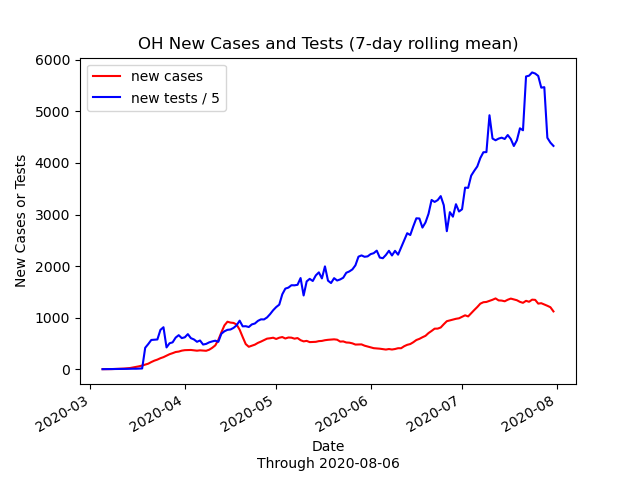 OH New Cases and Tests (7-day rolling mean)
new cases
new tests / 5
6000
5000
4000
3000
2000
1000
0
New Cases or Tests
2020-03
2020-04
2020-05
2020-06
2020-07
2020-08
Date
Through 2020-08-06